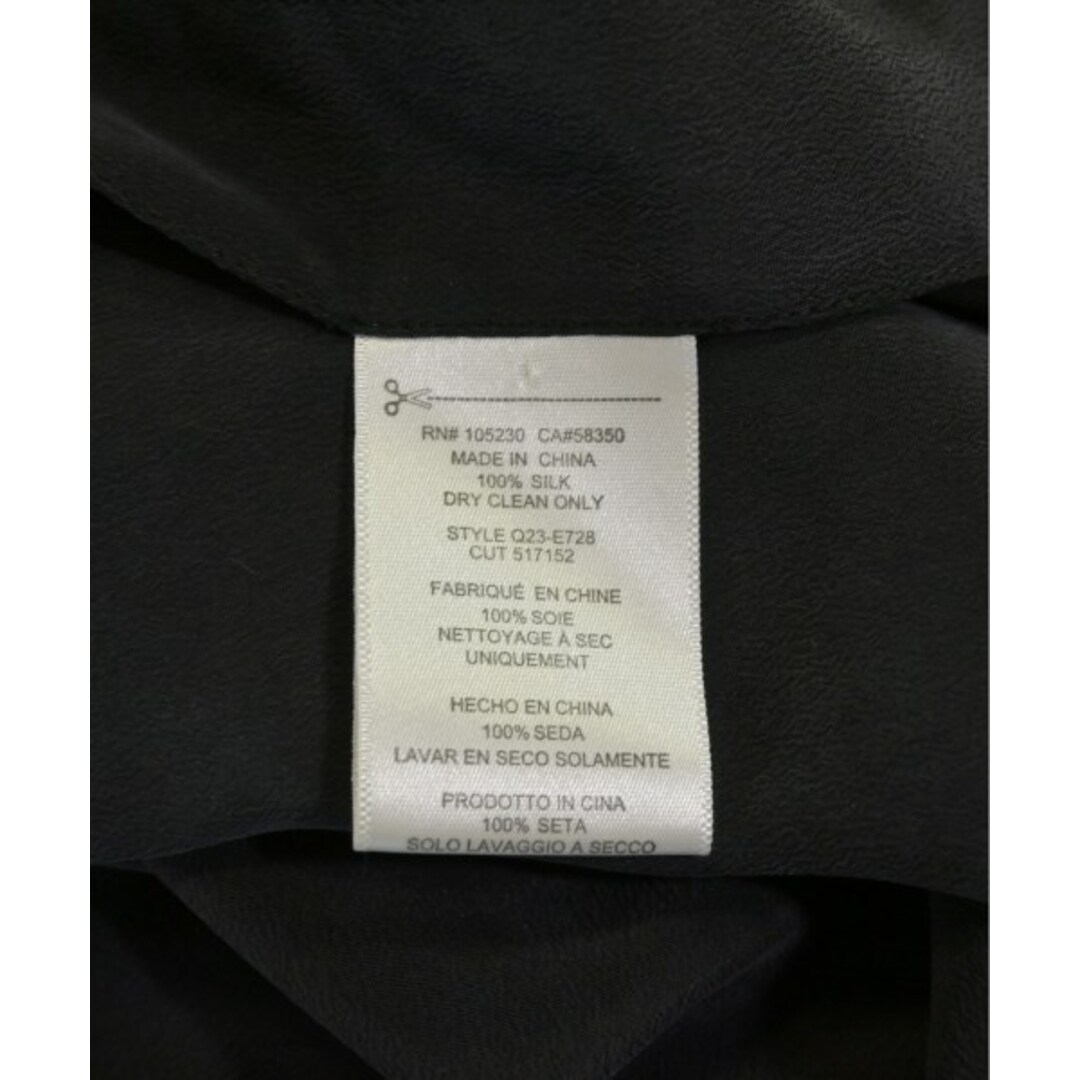 RN# 105230 CA#58350
MADE IN CHINA
100% SILK
DRY CLEAN ONLY
STYLE Q23-E728
CUT 517152
FABRIQUÉ EN CHINE
100% SOIE
NETTOYAGE À SEC
UNIQUEMENT
HECHO EN CHINA
100% SEDA
LAVAR EN SECO SOLAMENTE
PRODOTTO IN CINA
100% SETA
SOLO LAVAGGIO A SECCO